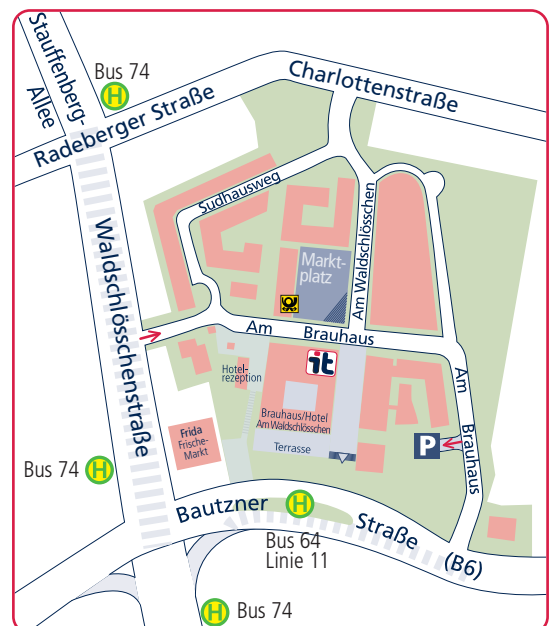 Stauffenberg-
Allee
Bus 74
H
Radeberger Straße
Charlottenstraße
Sudhausweg
Markt-
platz
Am Waldschlösschen
Waldschlösschenstraße
Am Brauhaus
it
Hotel-
rezeption
Brauhaus/Hotel
Am Waldschlösschen
Terrasse
Frida
Frische-
Markt
Am Brauhaus
P
Bus 74
H
Bautzner Straße (B6)
H
Bus 64
Linie 11
H
Bus 74